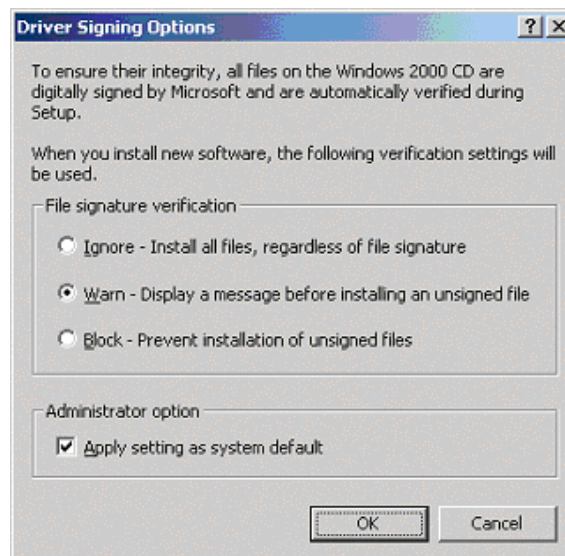 Driver Signing Options
To ensure their integrity, all files on the Windows 2000 CD are
digitally signed by Microsoft and are automatically verified during
Setup.
When you install new software, the following verification settings will
be used.
File signature verification
Ignore - Install all files, regardless of file signature
Warn - Display a message before installing an unsigned file
Block - Prevent installation of unsigned files
Administrator option
Apply setting as system default
OK
Cancel